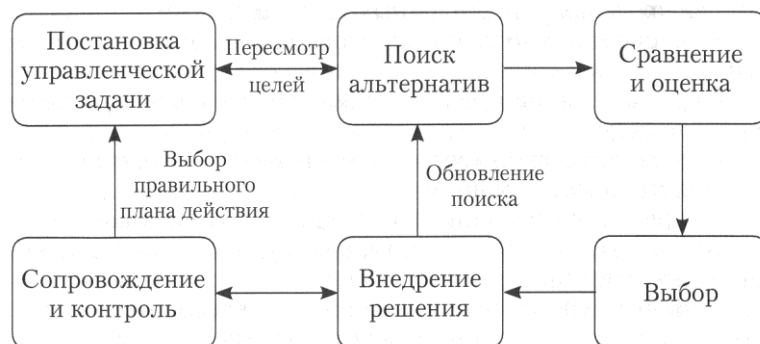 Постановка
управленческой
задачи
Пересмотр
целей
Поиск
альтернатив
Сравнение
и оценка
Выбор
правильного
плана действия
Обновление
поиска
Сопровождение
и контроль
Внедрение
решения
Выбор